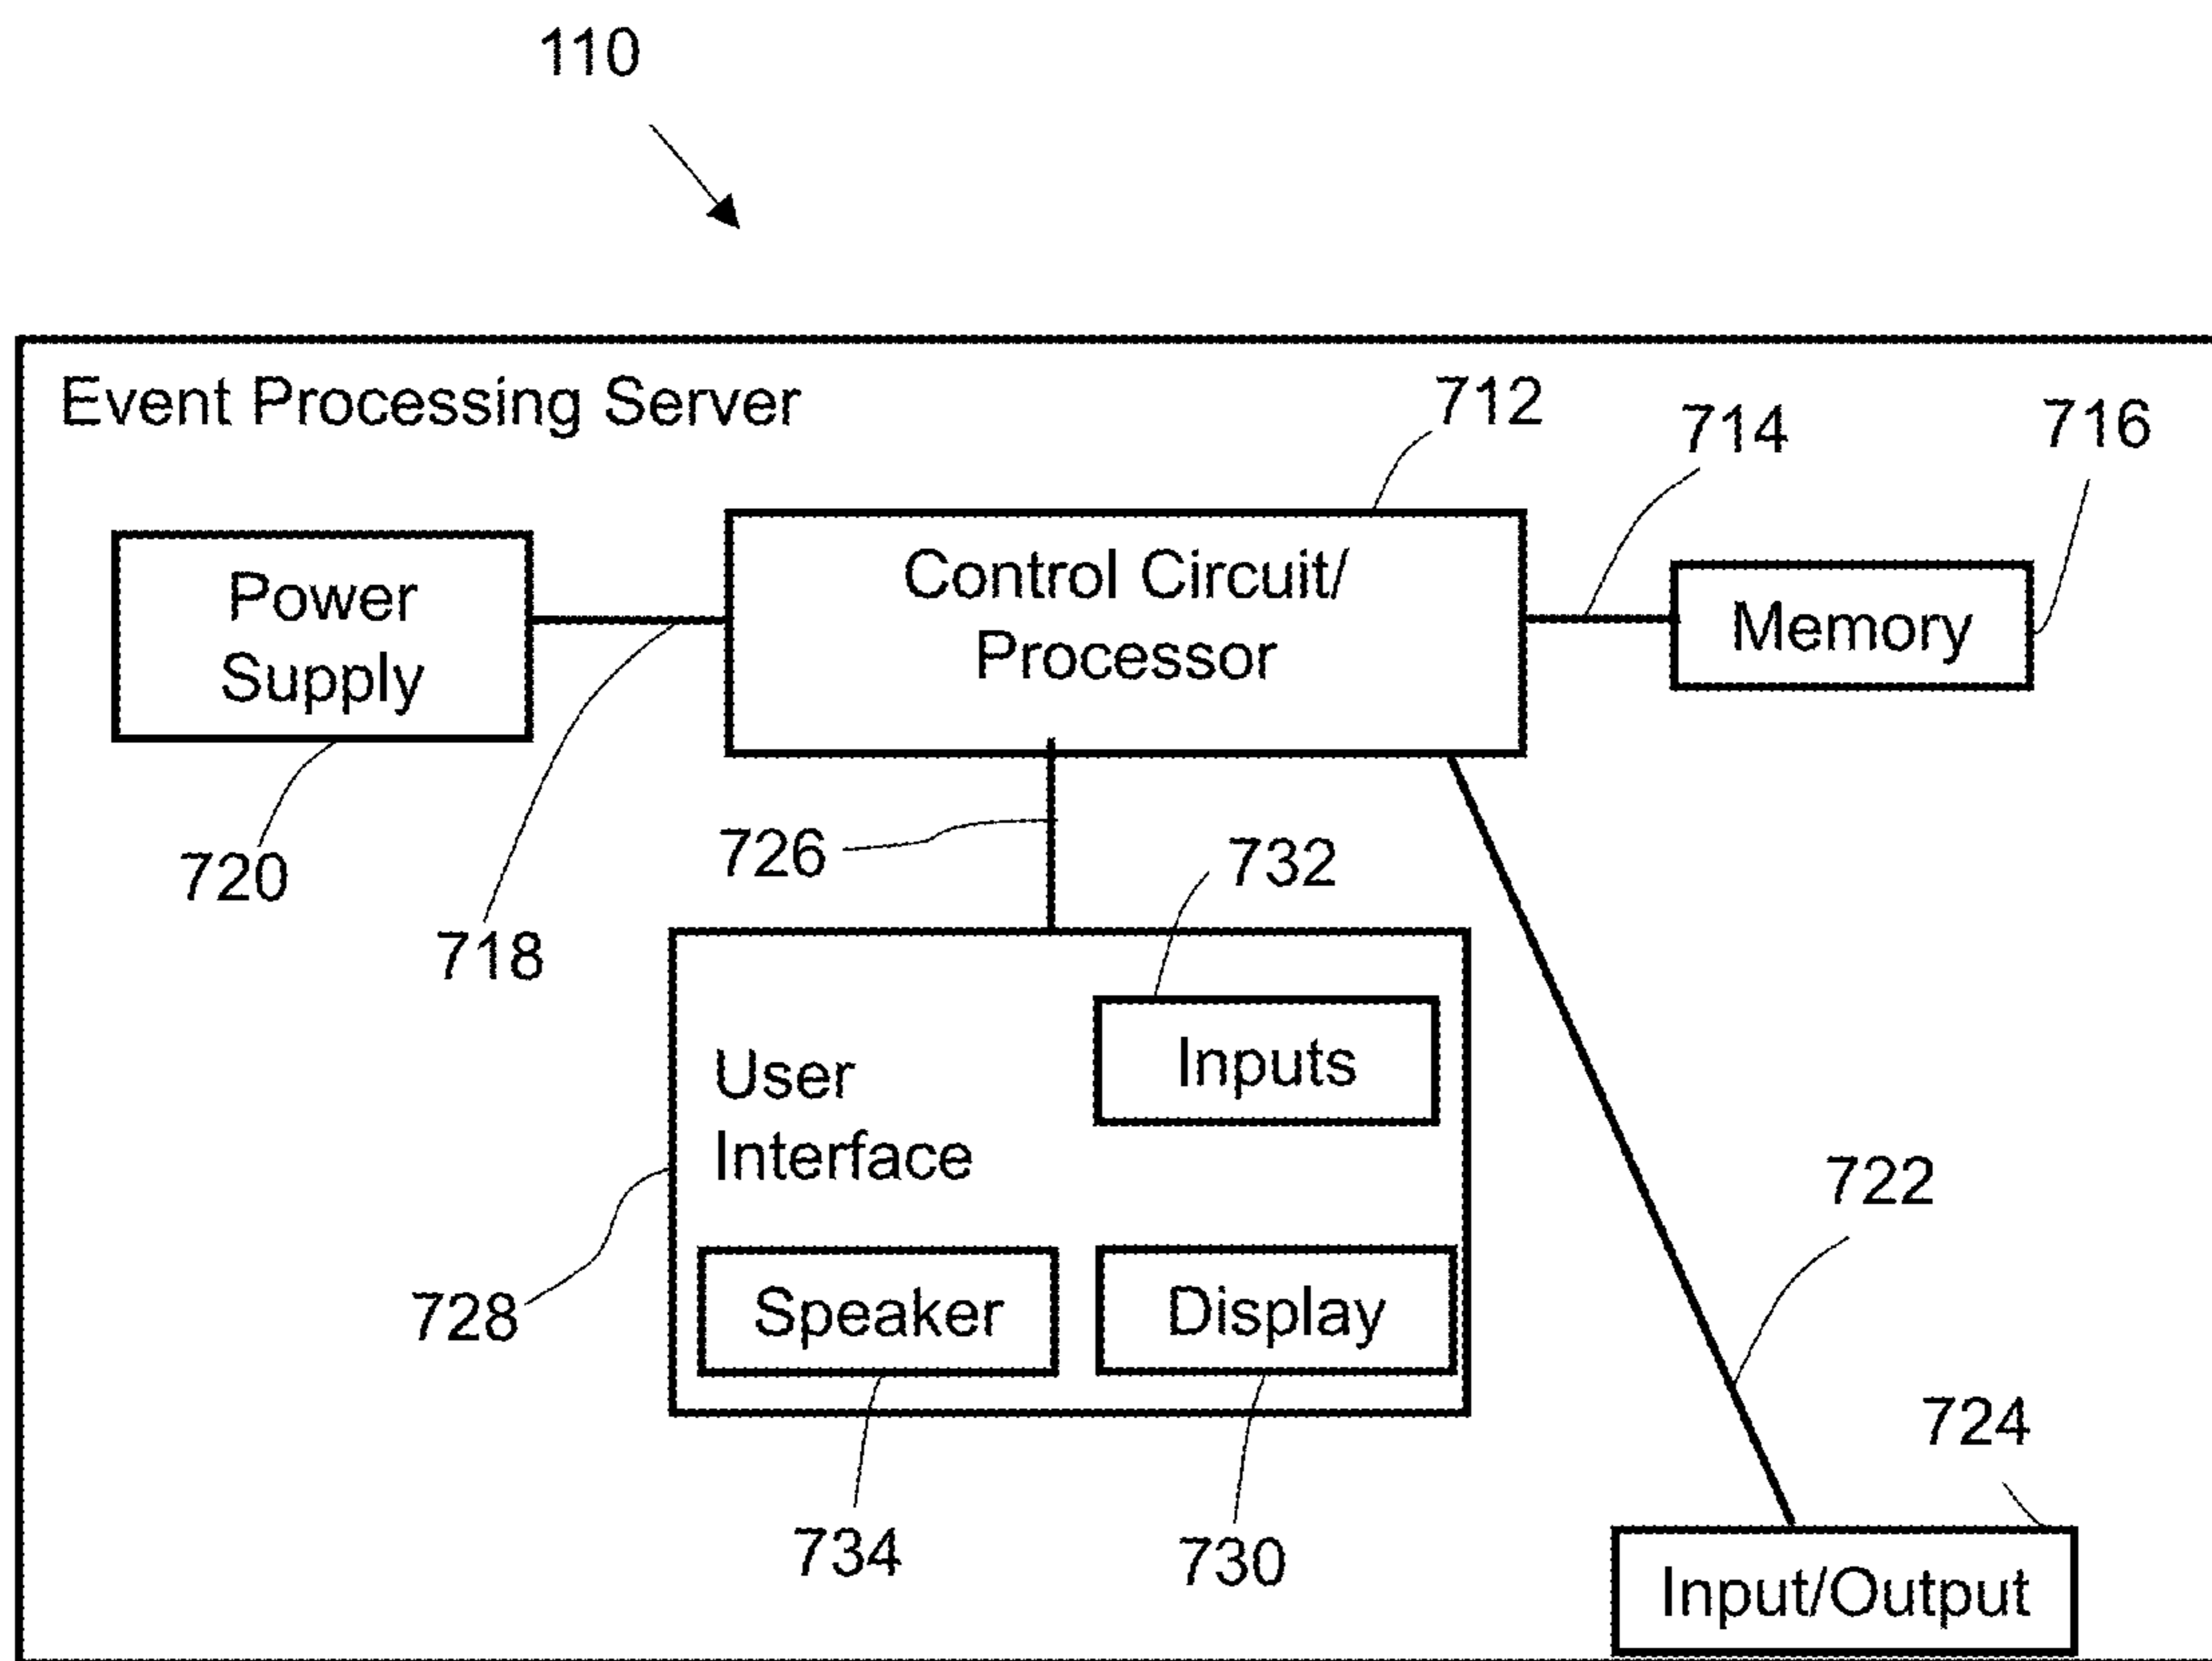 110
Event Processing Server
712
714
716
Control Circuit/
Processor
Power
Supply
Memory
720
718
726
732
Inputs
User
Interface
722
728
Speaker
Display
724
734
730
Input/Output